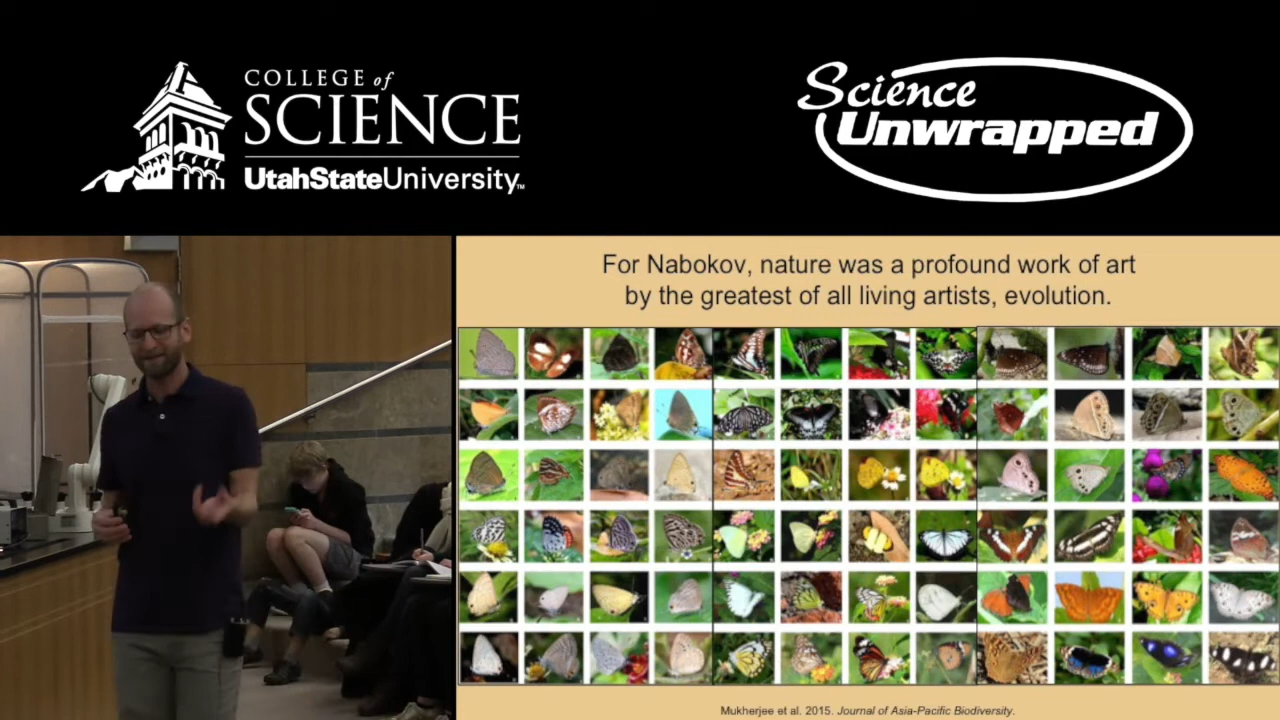 COLLEGE of
SCIENCE
UtahStateUniversity™
Science
Unwrapped
For Nabokov, nature was a profound work of art
by the greatest of all living artists, evolution.
Mukherjee et al. 2015. Journal of Asia-Pacific Biodiversity.